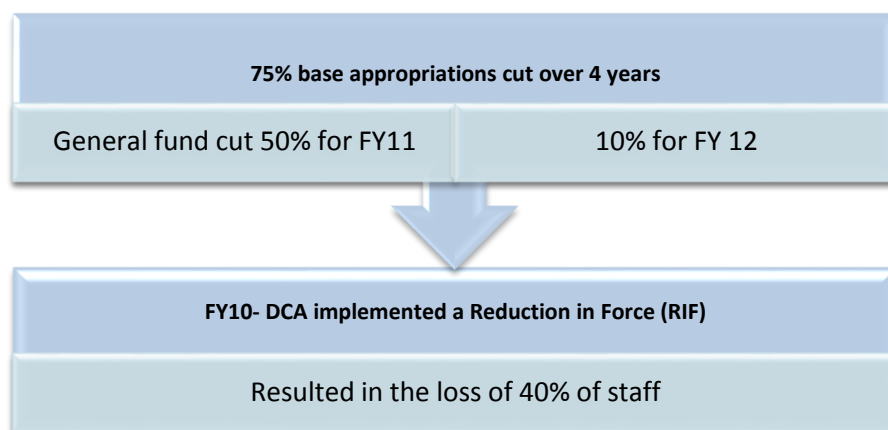 75% base appropriations cut over 4 years
General fund cut 50% for FY11
10% for FY 12
FY10- DCA implemented a Reduction in Force (RIF)
Resulted in the loss of 40% of staff